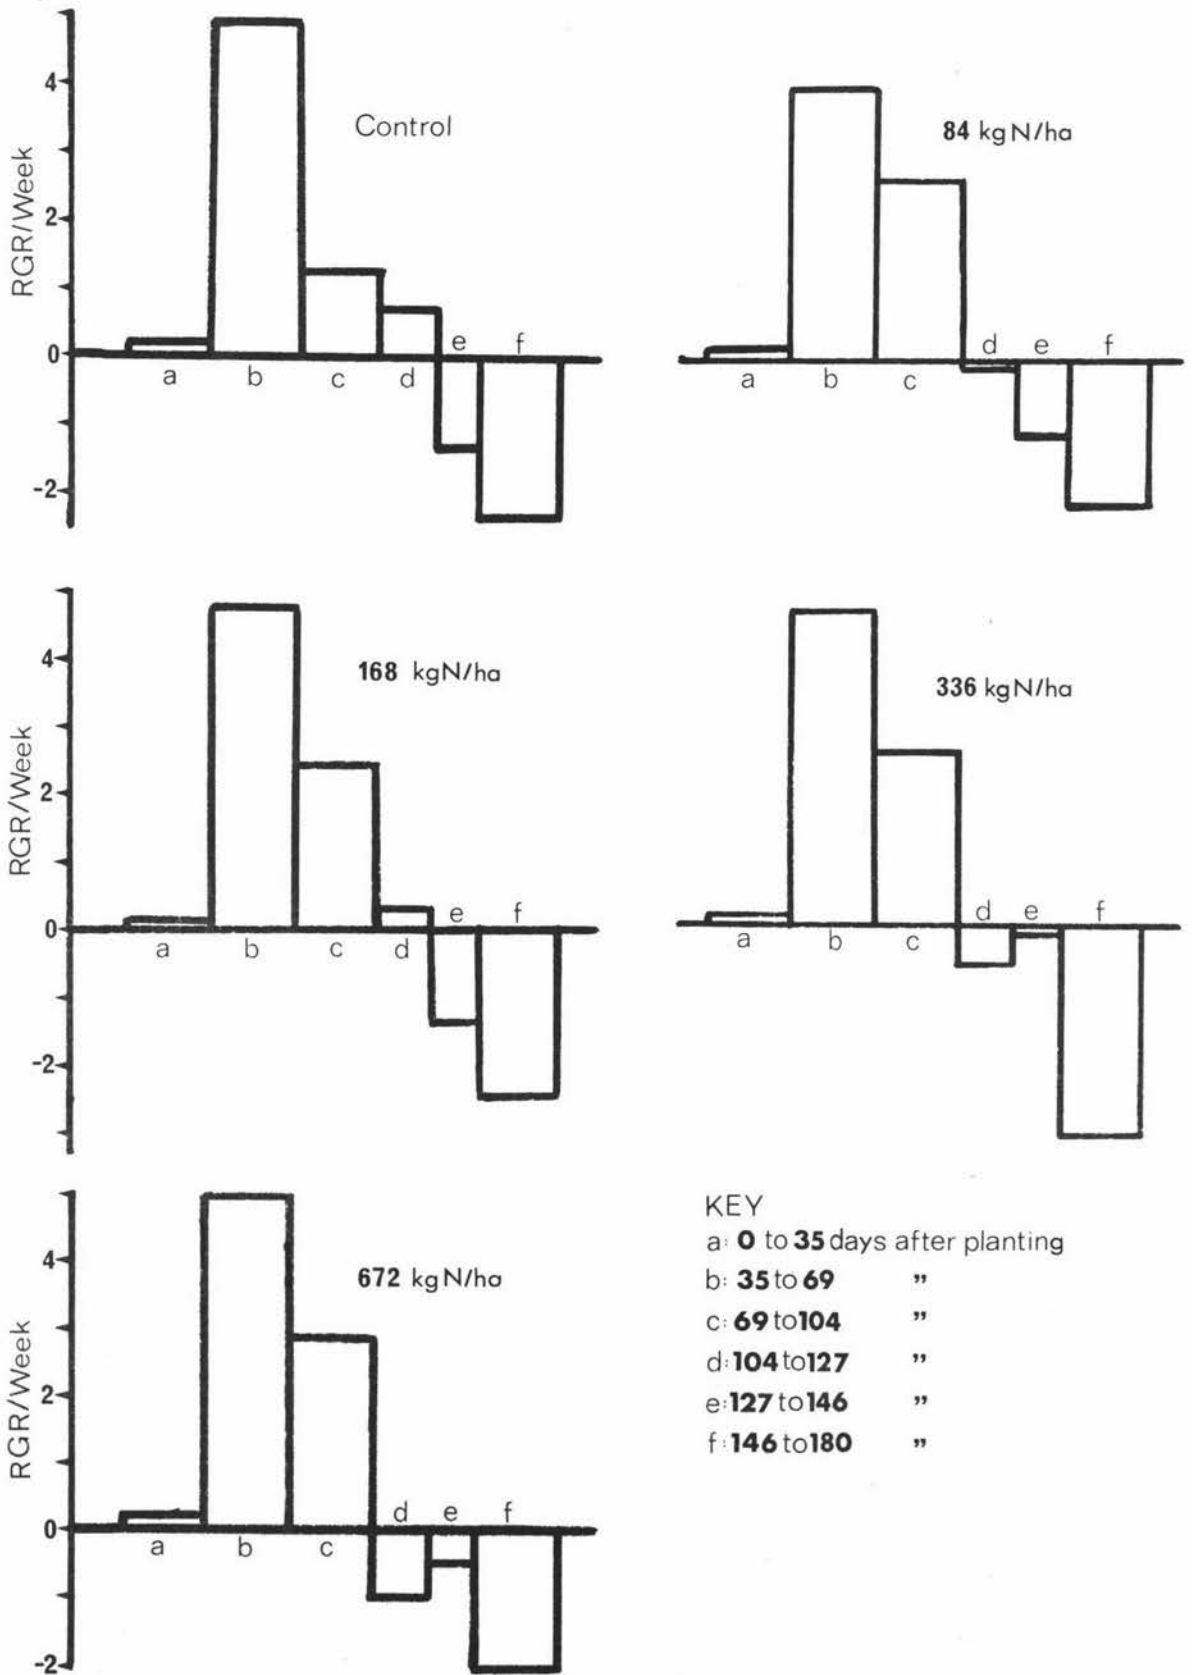 4
2
0
-2
RGR/Week
Control
a b c d e f
84 kgN/ha
a b c d e f
4
2
0
-2
RGR/Week
168 kgN/ha
a b c d e f
336 kgN/ha
a b c d e f
4
2
0
-2
RGR/Week
672 kgN/ha
a b c d e f
KEY
a: 0 to 35 days after planting
b: 35 to 69 "
c: 69 to 104 "
d: 104 to 127 "
e: 127 to 146 "
f: 146 to 180 "